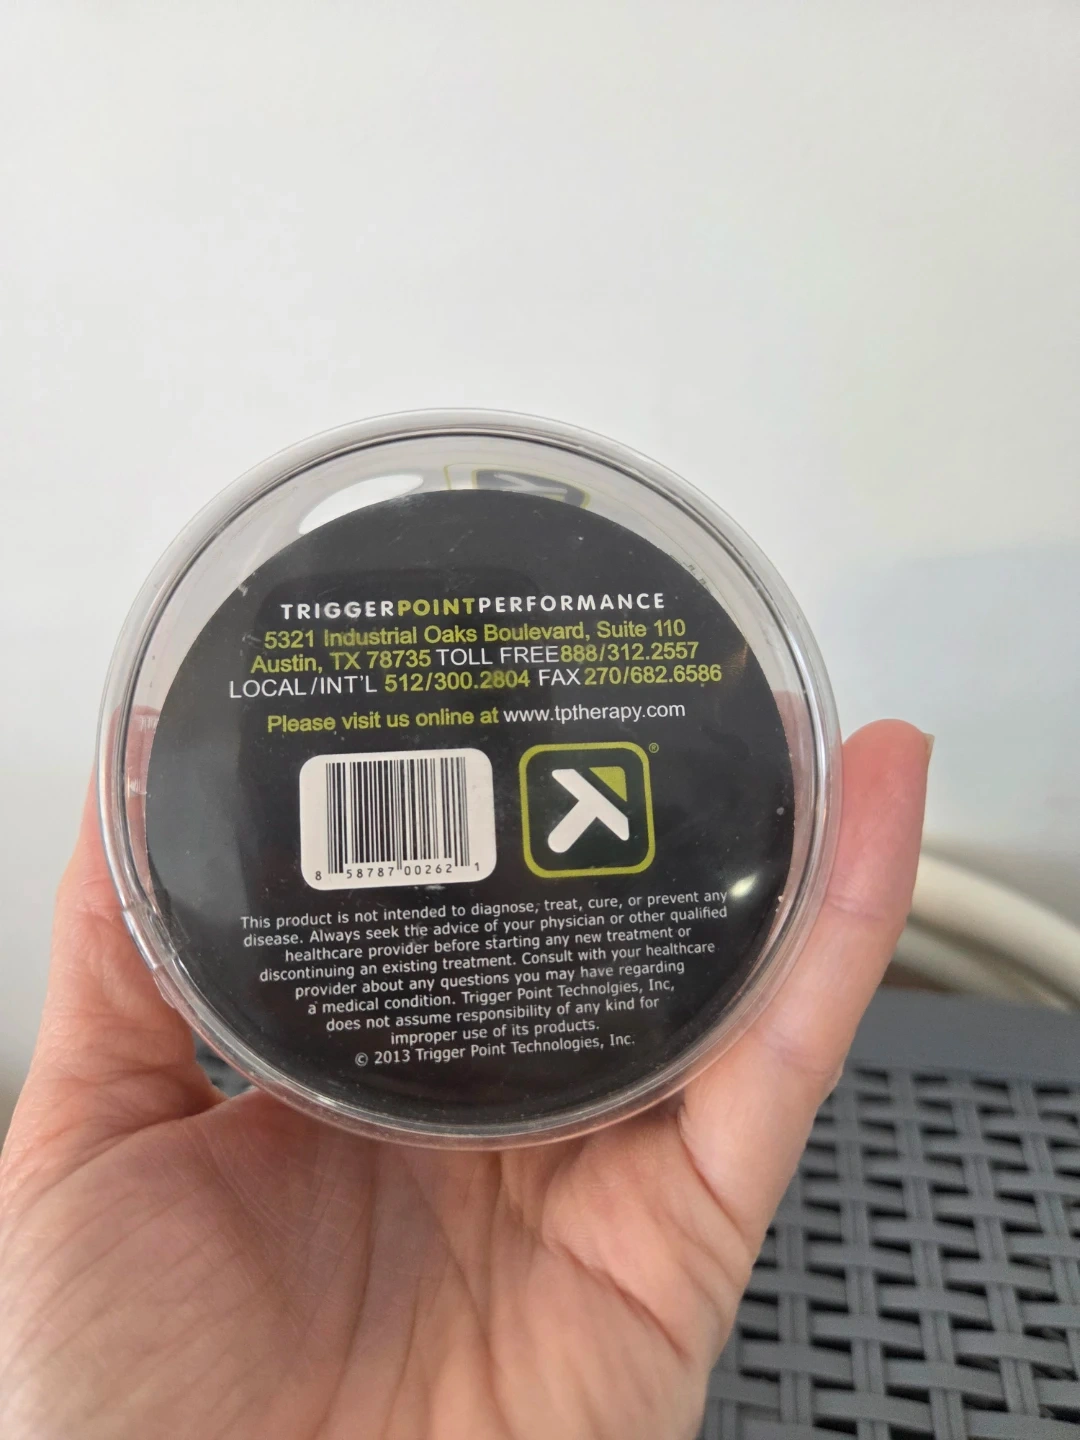 TRIGGERPOINTPERFORMANCE
5321 Industrial Oaks Boulevard, Suite 110
Austin, TX 78735 TOLL FREE888/312.2557
LOCAL/INT'L 512/300.2804 FAX270/682.6586
Please visit us online at www.tptherapy.com
®
8 58787 00262 1
This product is not intended to diagnose, treat, cure, or prevent any
disease. Always seek the advice of your physician or other qualified
healthcare provider before starting any new treatment or
discontinuing an existing treatment. Consult with your healthcare
provider about any questions you may have regarding
a medical condition. Trigger Point Technolgies, Inc,
does not assume responsibility of any kind for
improper use of its products.
© 2013 Trigger Point Technologies, Inc.